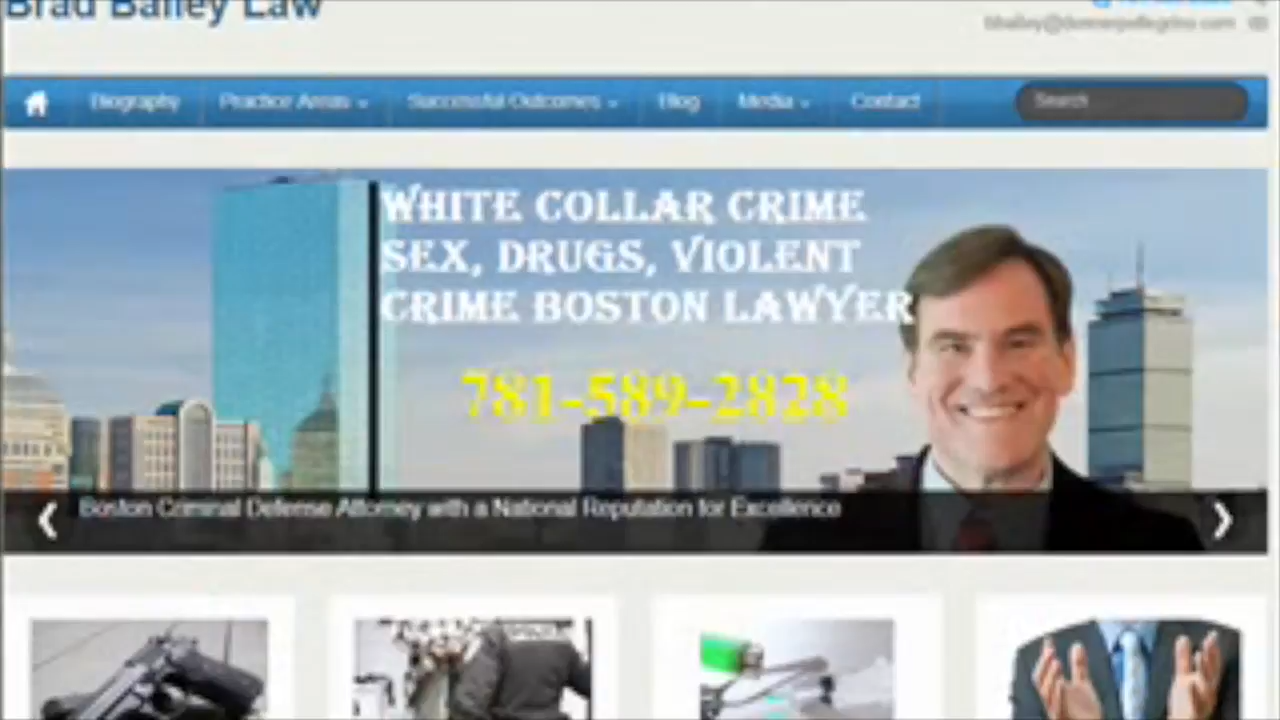 Brad Bailey Law
Biography Practice Areas Successful Outcomes Blog Media Contact Search
WHITE COLLAR CRIME
SEX, DRUGS, VIOLENT
CRIME BOSTON LAWYER
781-589-2828
Boston Criminal Defense Attorney with a National Reputation for Excellence